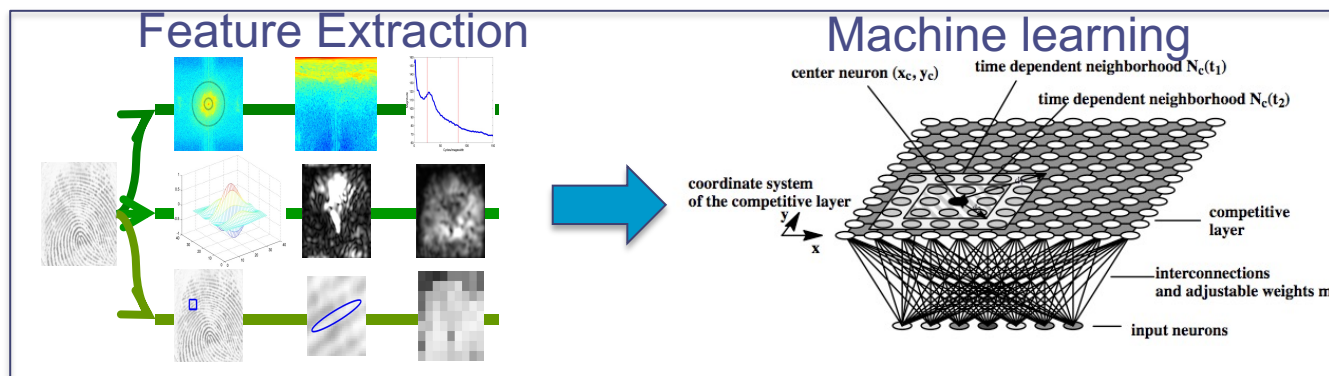 Feature Extraction
Machine learning
center neuron (xc, yc)
time dependent neighborhood Nc(t1)
time dependent neighborhood Nc(t2)
coordinate system
of the competitive layer
y
x
competitive
layer
interconnections
and adjustable weights m
input neurons